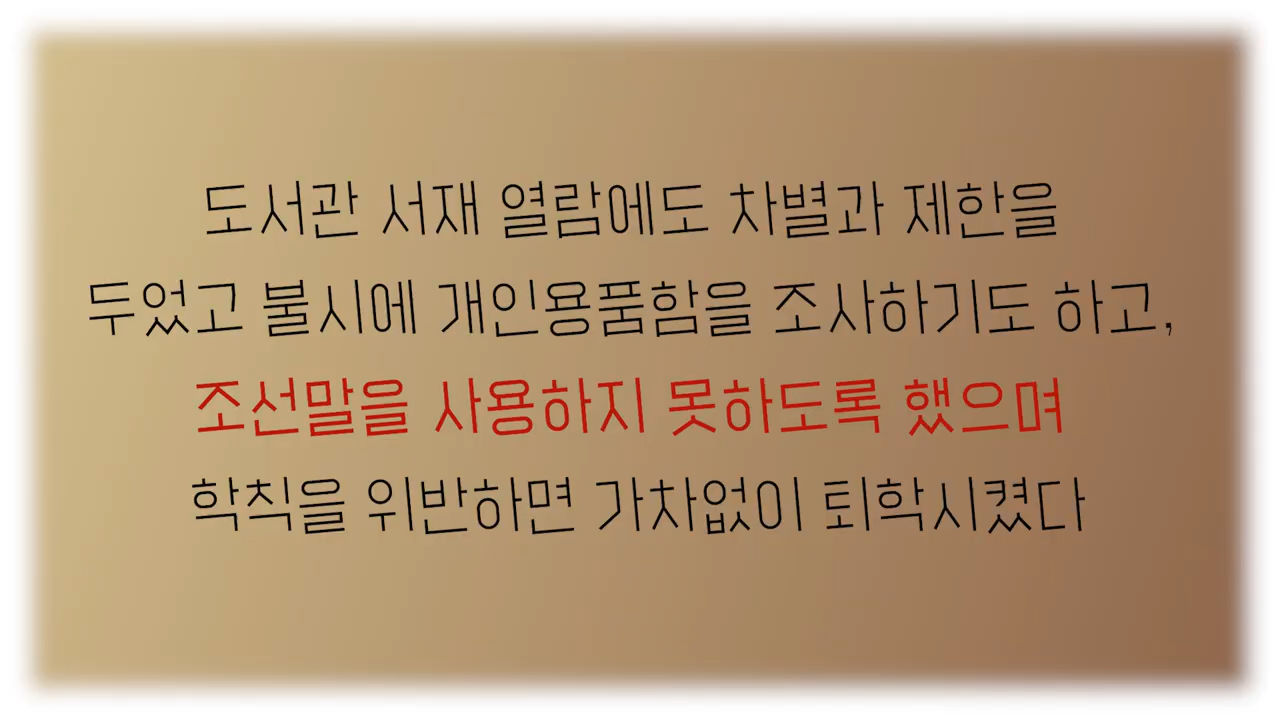 도서관 서재 열람에도 차별과 제한을
두었고 불시에 개인용품함을 조사하기도 하고,
조선말을 사용하지 못하도록 했으며
학칙을 위반하면 가차없이 퇴학시켰다